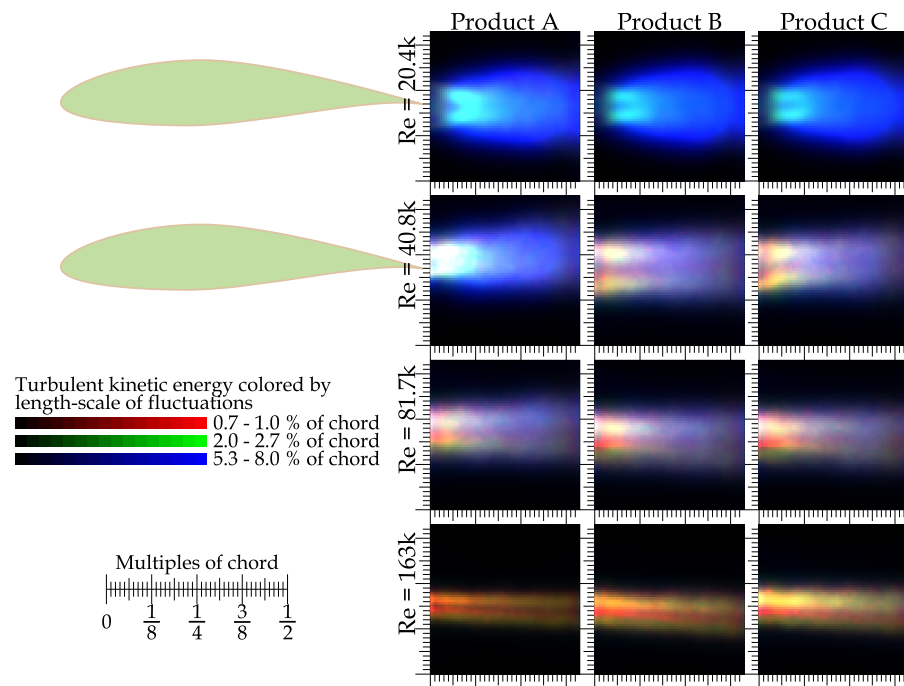 Product A Product B Product C
Re = 20.4k
Re = 40.8k
Turbulent kinetic energy colored by
length-scale of fluctuations
0.7 - 1.0 % of chord
2.0 - 2.7 % of chord
5.3 - 8.0 % of chord
Re = 81.7k
Multiples of chord
0 1/8 1/4 3/8 1/2
Re = 163k